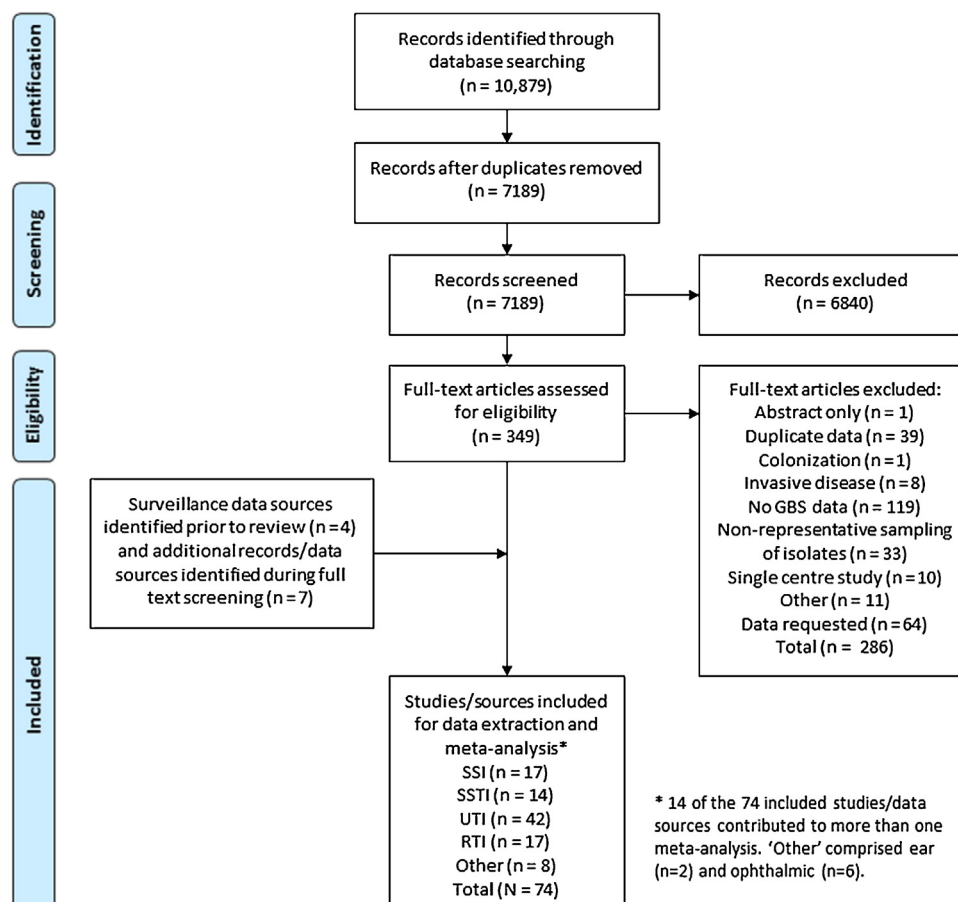 Identification
Records identified through
database searching
(n = 10,879)
Records after duplicates removed
(n = 7189)
Screening
Records screened
(n = 7189)
Records excluded
(n = 6840)
Eligibility
Full-text articles assessed
for eligibility
(n = 349)
Full-text articles excluded:
Abstract only (n = 1)
Duplicate data (n = 39)
Colonization (n = 1)
Invasive disease (n = 8)
No GBS data (n = 119)
Non-representative sampling
of isolates (n = 33)
Single centre study (n = 10)
Other (n = 11)
Data requested (n = 64)
Total (n = 286)
Included
Surveillance data sources
identified prior to review (n = 4)
and additional records/data
sources identified during full
text screening (n = 7)
Studies/sources included
for data extraction and
meta-analysis*
SSI (n = 17)
SSTI (n = 14)
UTI (n = 42)
RTI (n = 17)
Other (n = 8)
Total (N = 74)
* 14 of the 74 included studies/data
sources contributed to more than one
meta-analysis. 'Other' comprised ear
(n=2) and ophthalmic (n=6).